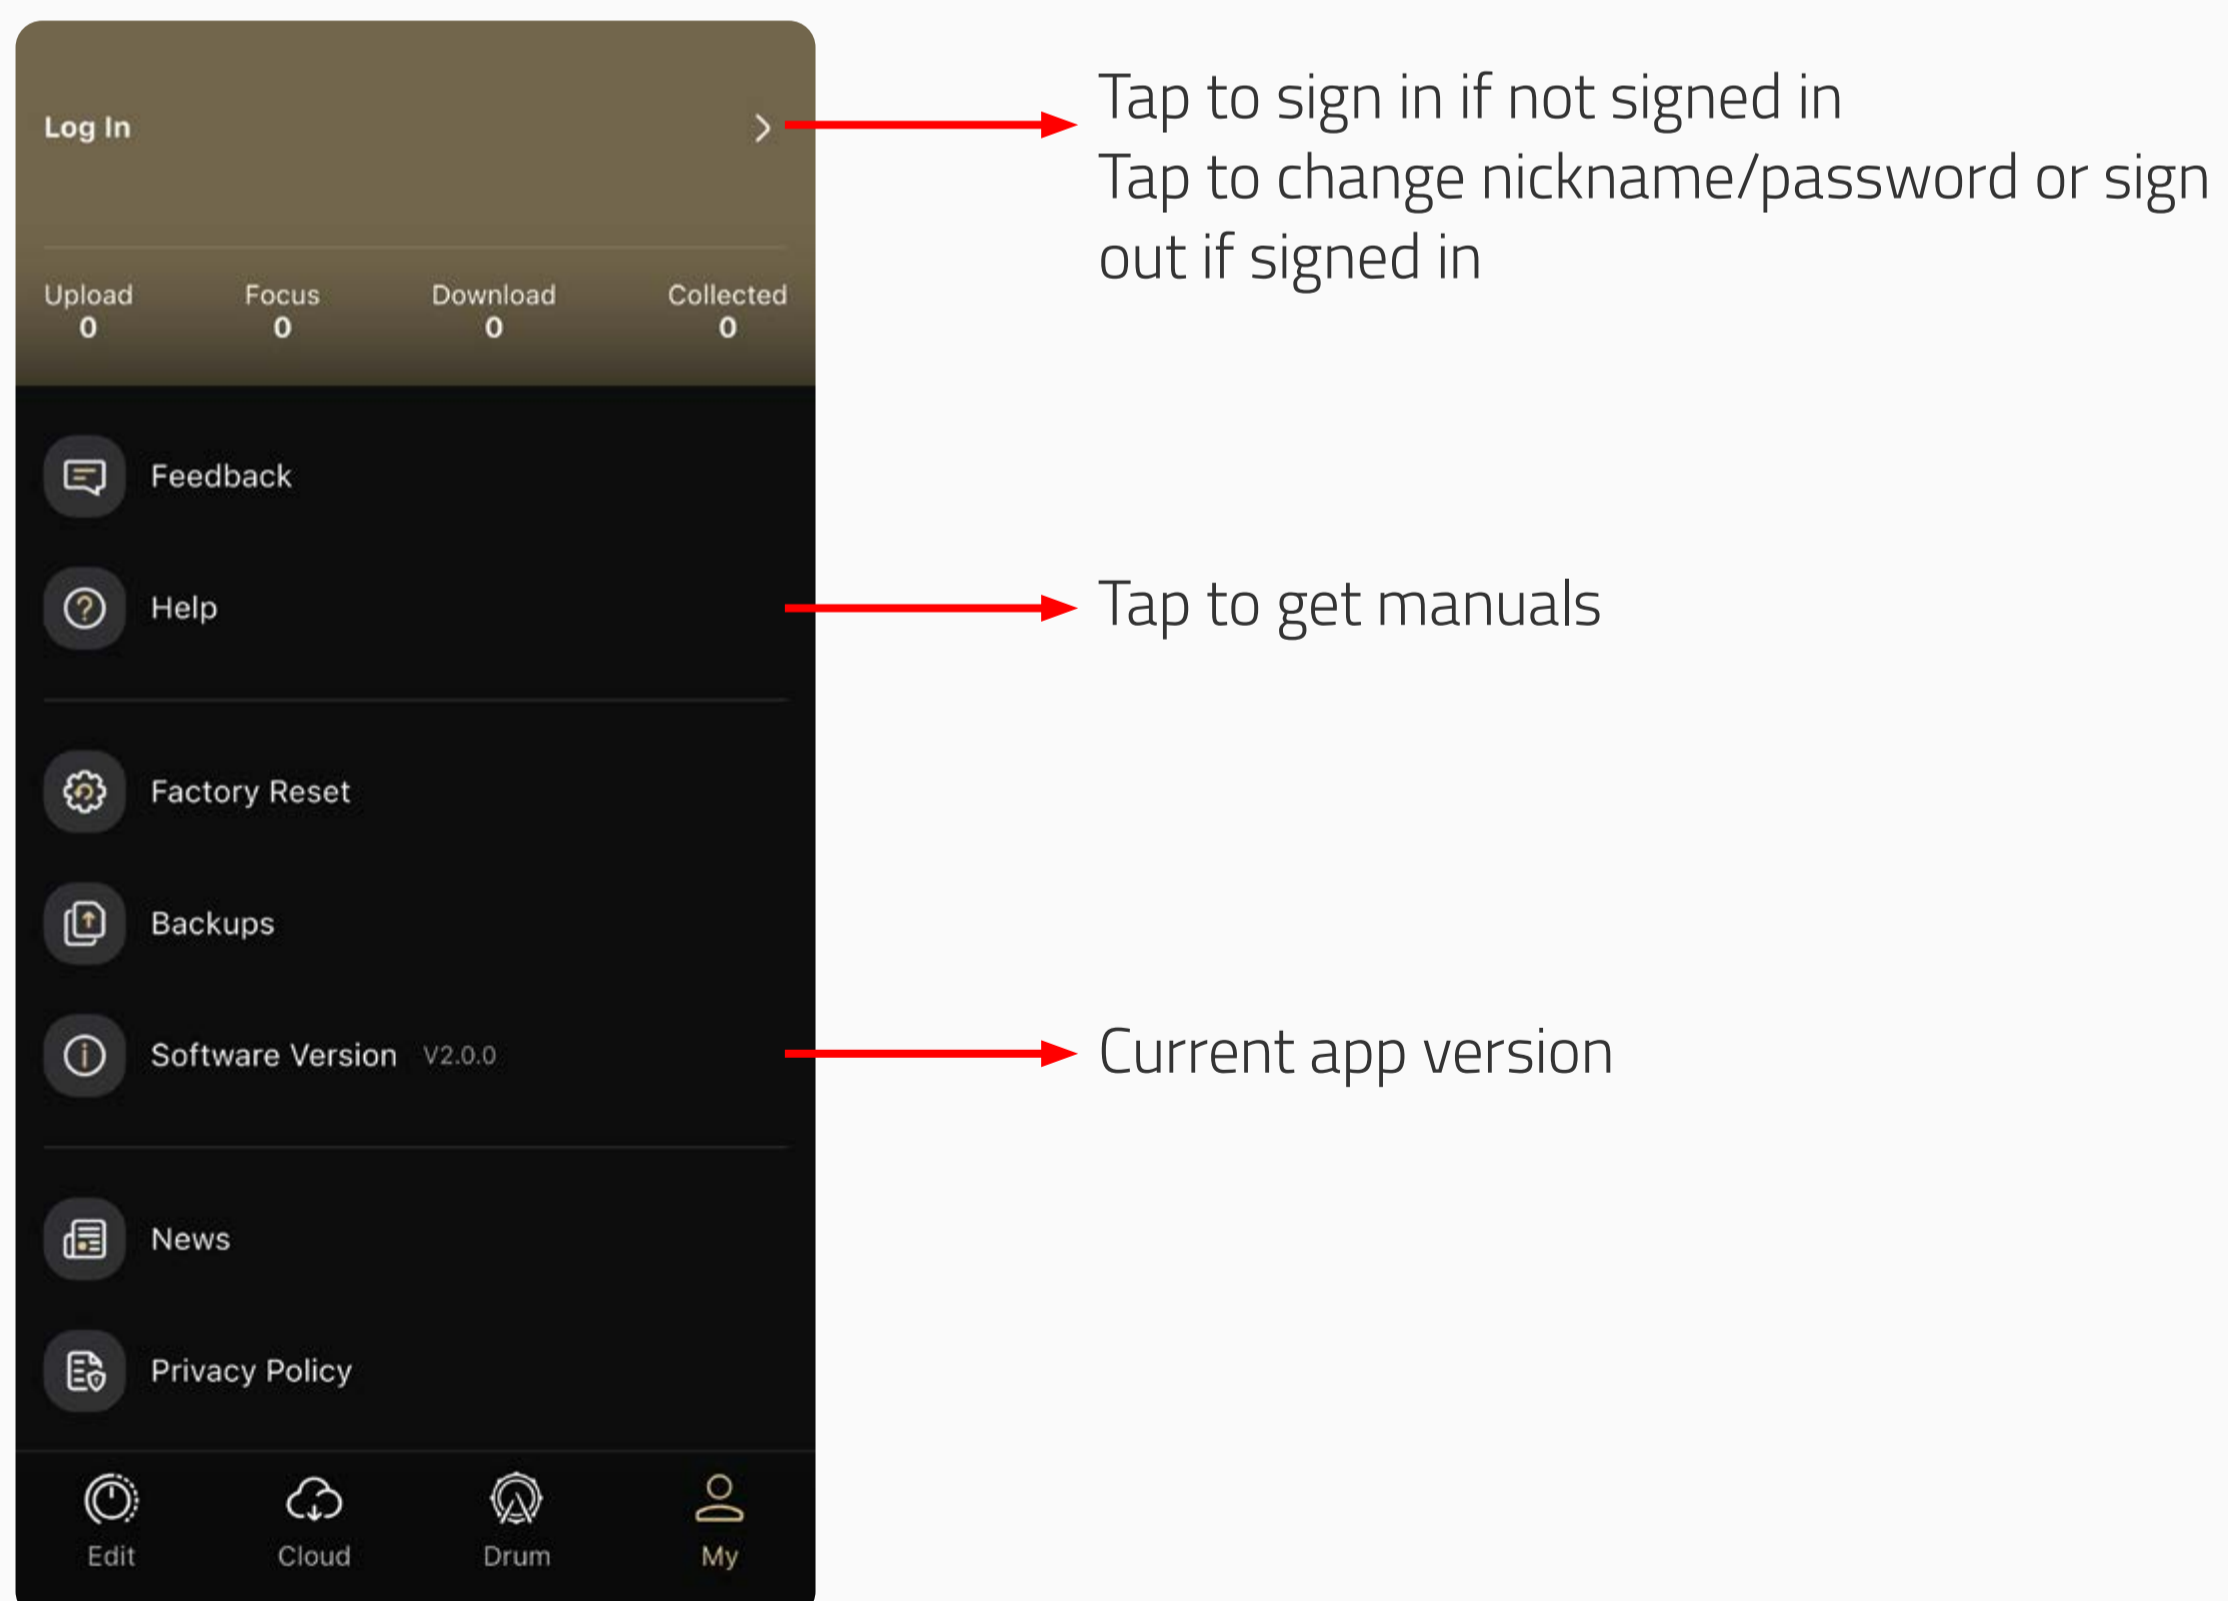 Log In
Tap to sign in if not signed in
Tap to change nickname/password or sign
out if signed in
Upload Focus Download Collected
0 0 0 0
Feedback
Help
Tap to get manuals
Factory Reset
Backups
Software Version V2.0.0
Current app version
News
Privacy Policy
Edit Cloud Drum My